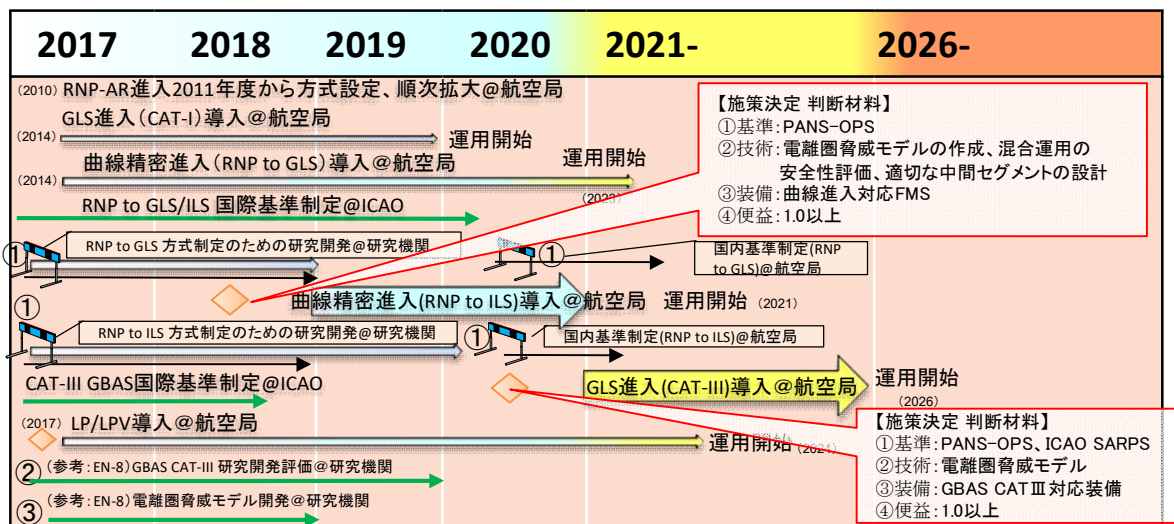 2017 2018 2019 2020 2021- 2026-
(2010) RNP-AR進入2011年度から方式設定、順次拡大@航空局
GLS進入(CAT-I)導入@航空局
(2014) 運用開始
曲線精密進入(RNP to GLS)導入@航空局 運用開始
(2014)
RNP to GLS/ILS 国際基準制定@ICAO
【施策決定 判断材料】
①基準:PANS-OPS
②技術:電離圏脅威モデルの作成、混合運用の
安全性評価、適切な中間セグメントの設計
③装備:曲線進入対応FMS
④便益:1.0以上
① RNP to GLS 方式制定のための研究開発@研究機関
① 国内基準制定(RNP
to GLS)@航空局
曲線精密進入(RNP to ILS)導入@航空局 運用開始 (2021)
① RNP to ILS 方式制定のための研究開発@研究機関
① 国内基準制定(RNP to ILS)@航空局
CAT-III GBAS国際基準制定@ICAO
GLS進入(CAT-III)導入@航空局 運用開始
(2026)
(2017) LP/LPV導入@航空局
運用開始
② (参考:EN-8)GBAS CAT-III 研究開発評価@研究機関
③ (参考:EN-8)電離圏脅威モデル開発@研究機関
【施策決定 判断材料】
①基準:PANS-OPS、ICAO SARPS
②技術:電離圏脅威モデル
③装備:GBAS CATⅢ対応装備
④便益:1.0以上